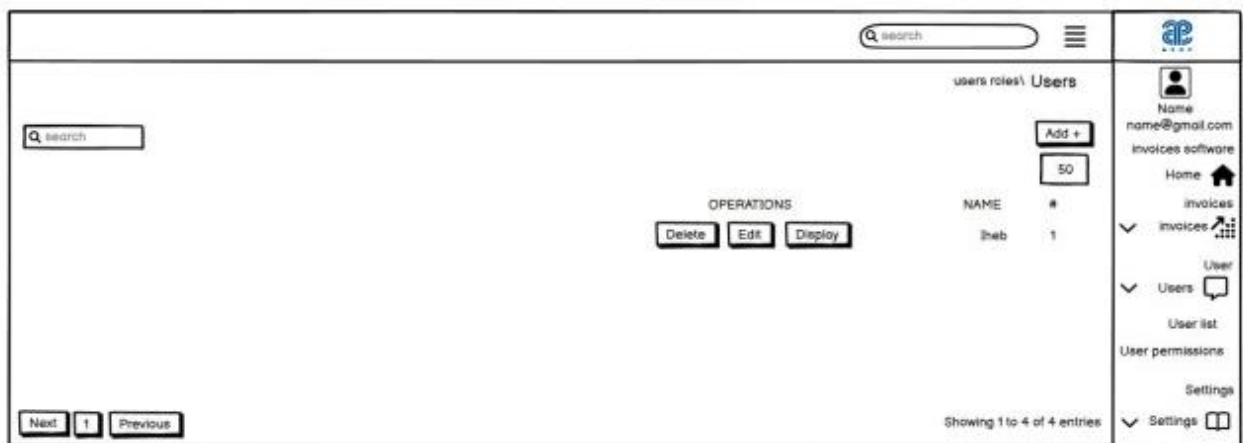 search
users roles\ Users
search
Add +
50
OPERATIONS NAME #
Delete Edit Display Iheb 1
Next 1 Previous
Showing 1 to 4 of 4 entries
Name
name@gmail.com
invoices software
Home
invoices
invoices
User
Users
User list
User permissions
Settings
Settings